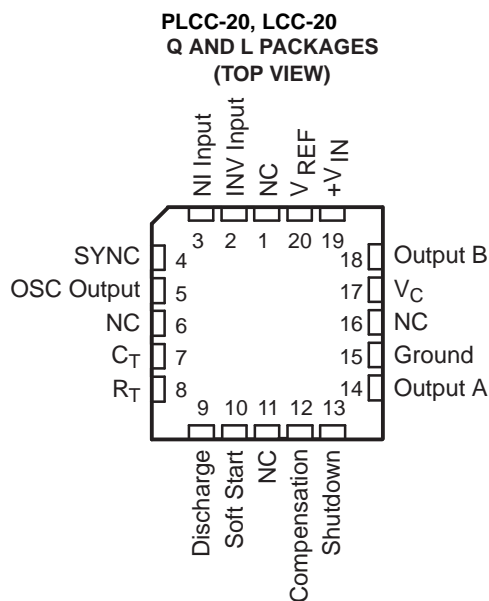 PLCC-20, LCC-20
Q AND L PACKAGES
(TOP VIEW)
NI Input
INV Input
NC
VREF
+VIN
3
2
1
20
19
SYNC
4
OSC Output
5
NC
6
CT
7
RT
8
18
Output B
17
VC
16
NC
15
Ground
14
Output A
9
10
11
12
13
Discharge
Soft Start
NC
Compensation
Shutdown